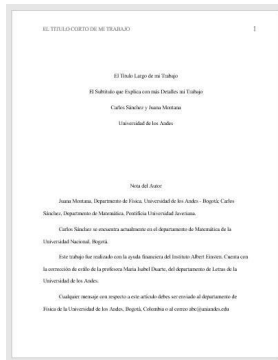 EL TITULO CORTO DE MI TRABAJO 1
El Título Largo de mi Trabajo
El Subtítulo que Explica con más Detalles mi Trabajo
Carlos Sánchez y Juana Montana
Universidad de los Andes
Nota del Autor
Juana Montana, Departmento de Física, Universidad de los Andes - Bogotá; Carlos
Sánchez, Departmento de Matemática, Pontificia Universidad Javeriana.
Carlos Sánchez se encuentra actualmente en el departamento de Matemática de la
Universidad Nacional, Bogotá.
Este trabajo fue realizado con la ayuda financiera del Instituto Albert Einstein. Cuenta con
la corrección de estilo de la profesora María Isabel Duarte, del departamento de Letras de la
Universidad de los Andes.
Cualquier mensaje con respecto a este artículo debes ser enviado al departamento de
Física de la Universidad de los Andes, Bogotá, Colombia o al correo abc@uniandes.edu